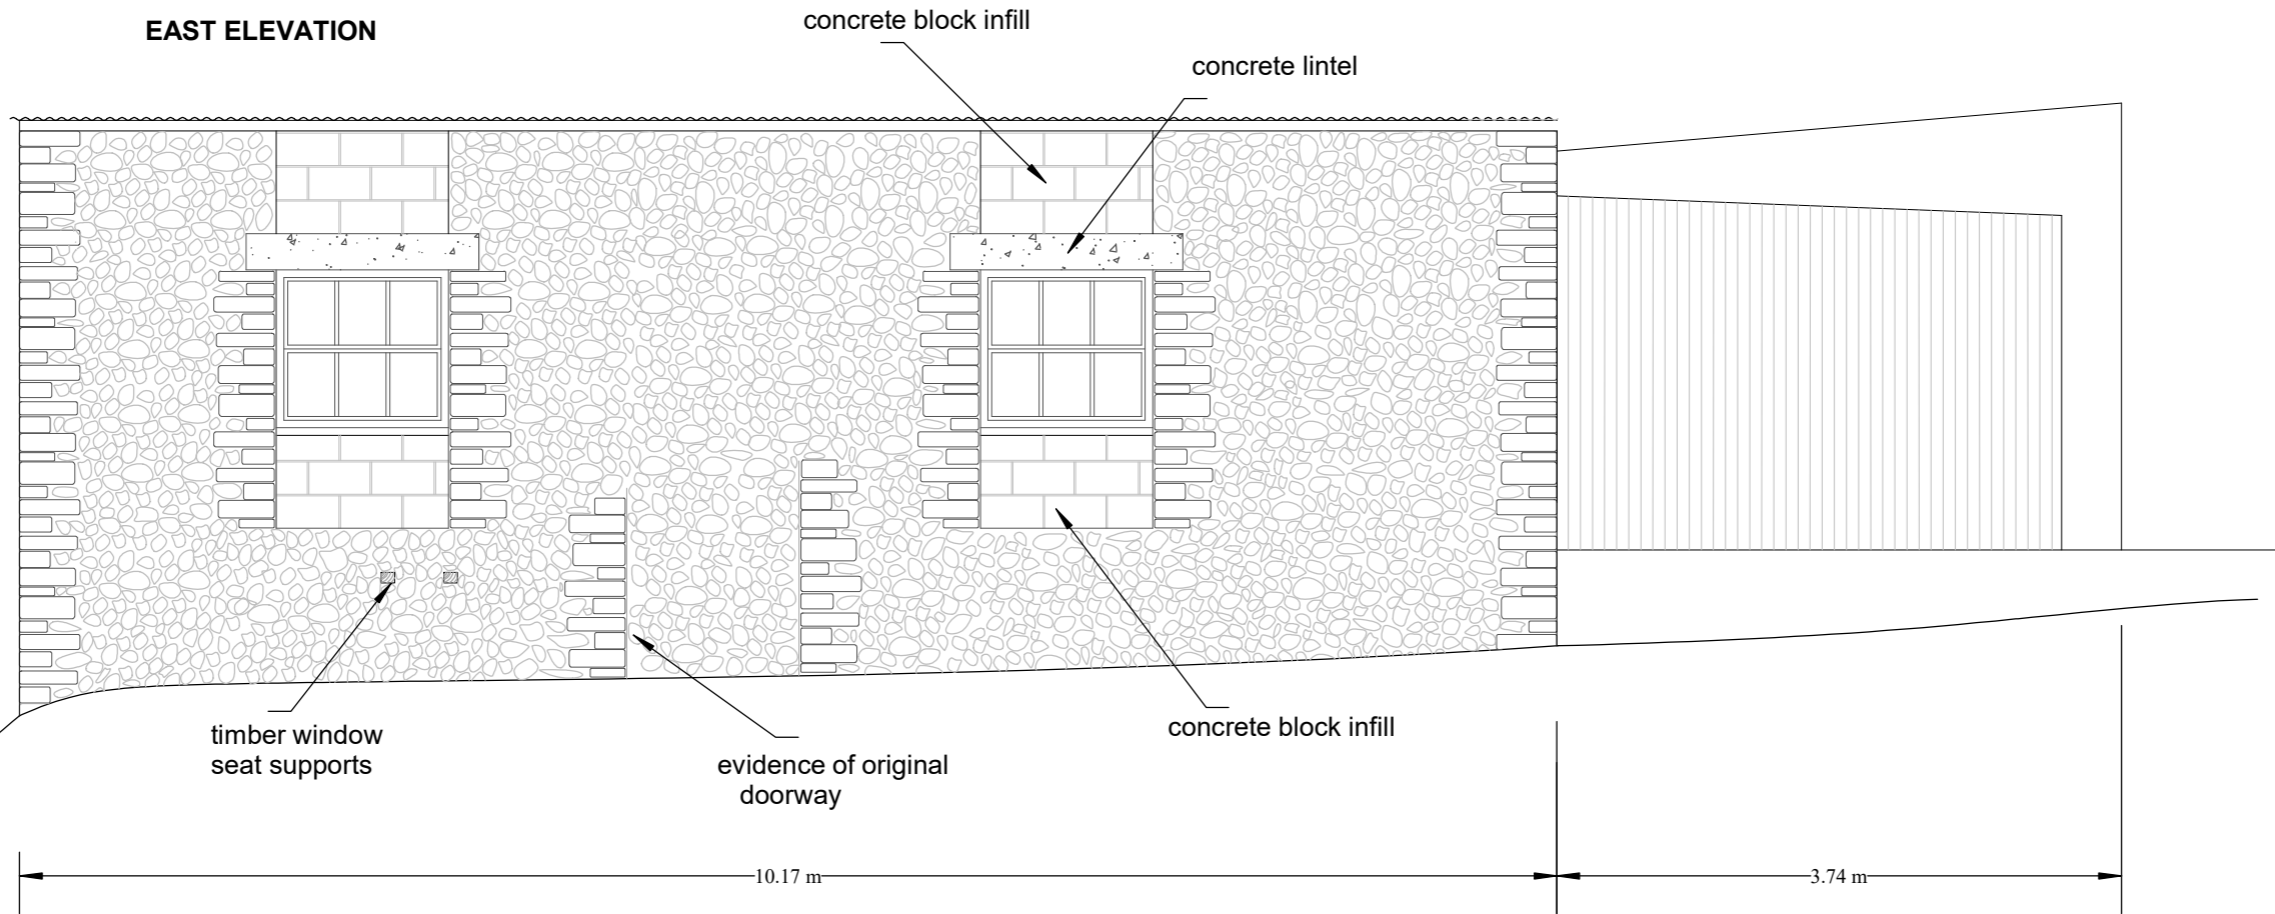 EAST ELEVATION
concrete block infill
concrete lintel
timber window
seat supports
evidence of original
doorway
concrete block infill
10.17 m
3.74 m